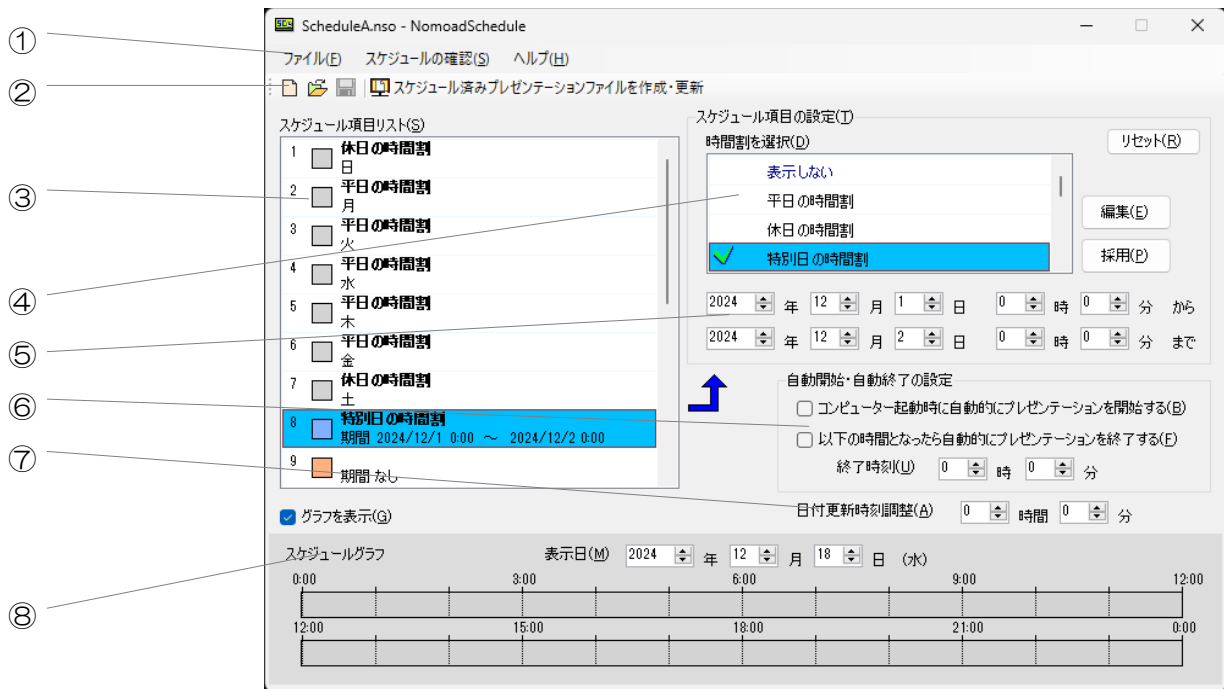 ScheduleA.nso - NomoadSchedule
① ファイル(F) スケジュールの確認(S) ヘルプ(H)
② スケジュール済みプレゼンテーションファイルを作成・更新
スケジュール項目リスト(S)
1 休日の時間割
日
③ 2 平日の時間割
月
3 平日の時間割
火
4 平日の時間割
水
5 平日の時間割
木
6 平日の時間割
金
7 休日の時間割
土
8 特別日の時間割
期間 2024/12/1 0:00 ～ 2024/12/2 0:00
9
期間 なし
スケジュール項目の設定(T)
時間割を選択(D)
リセット(R)
④ 表示しない
平日の時間割
休日の時間割
特別日の時間割
編集(E)
採用(P)
⑤ 2024 年 12 月 1 日 0 時 0 分 から
2024 年 12 月 2 日 0 時 0 分 まで
⑥ 自動開始・自動終了の設定
コンピューター起動時に自動的にプレゼンテーションを開始する(B)
以下の時間となったら自動的にプレゼンテーションを終了する(F)
終了時刻(U) 0 時 0 分
⑦ 日付更新時刻調整(A) 0 時間 0 分
グラフを表示(G)
⑧ スケジュールグラフ 表示日(M) 2024 年 12 月 18 日 (水)
0:00 3:00 6:00 9:00 12:00
12:00 15:00 18:00 21:00 0:00